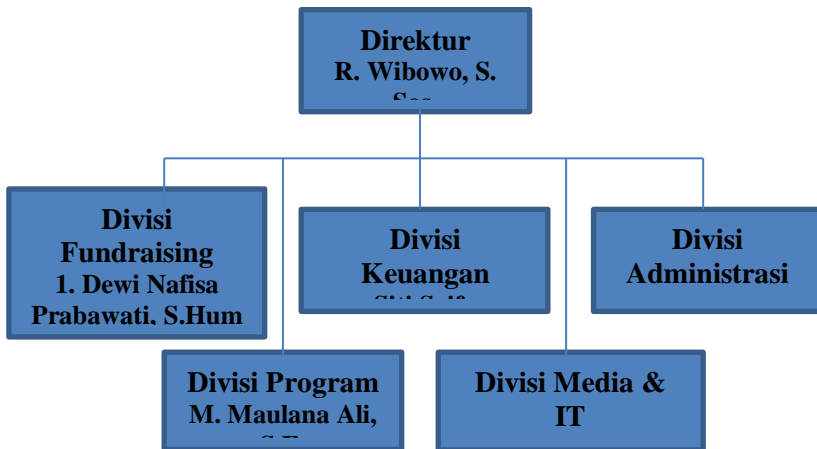 Direktur
R. Wibowo, S.
Divisi
Fundraising
1. Dewi Nafisa
Prabawati, S.Hum
Divisi
Keuangan
Divisi
Administrasi
Divisi Program
M. Maulana Ali,
Divisi Media &
IT